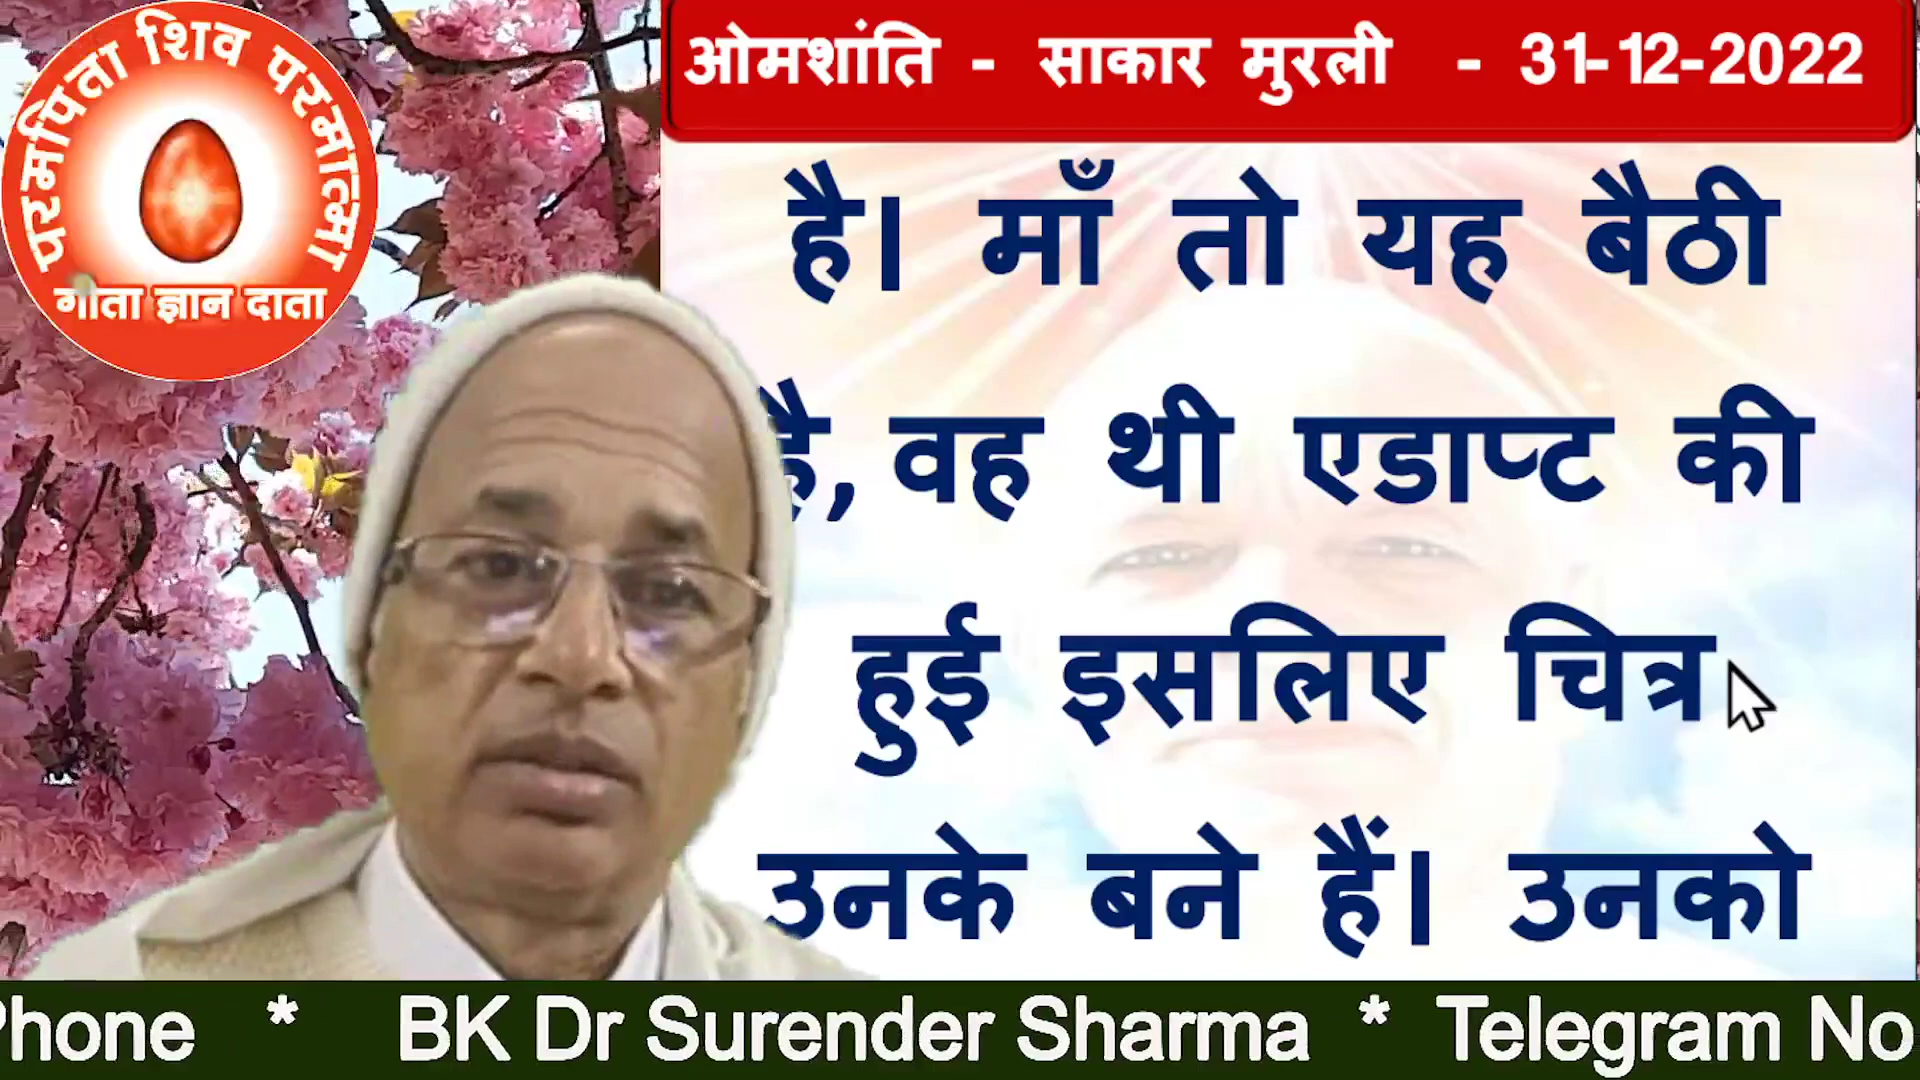 परमपिता शिव परमात्मा
गीता ज्ञान दाता
ओमशांति - साकार मुरली - 31-12-2022
है। माँ तो यह बैठी
है, वह थी एडाप्ट की
हुई इसलिए चित्र
उनके बने हैं। उनको
Phone * BK Dr Surender Sharma * Telegram No